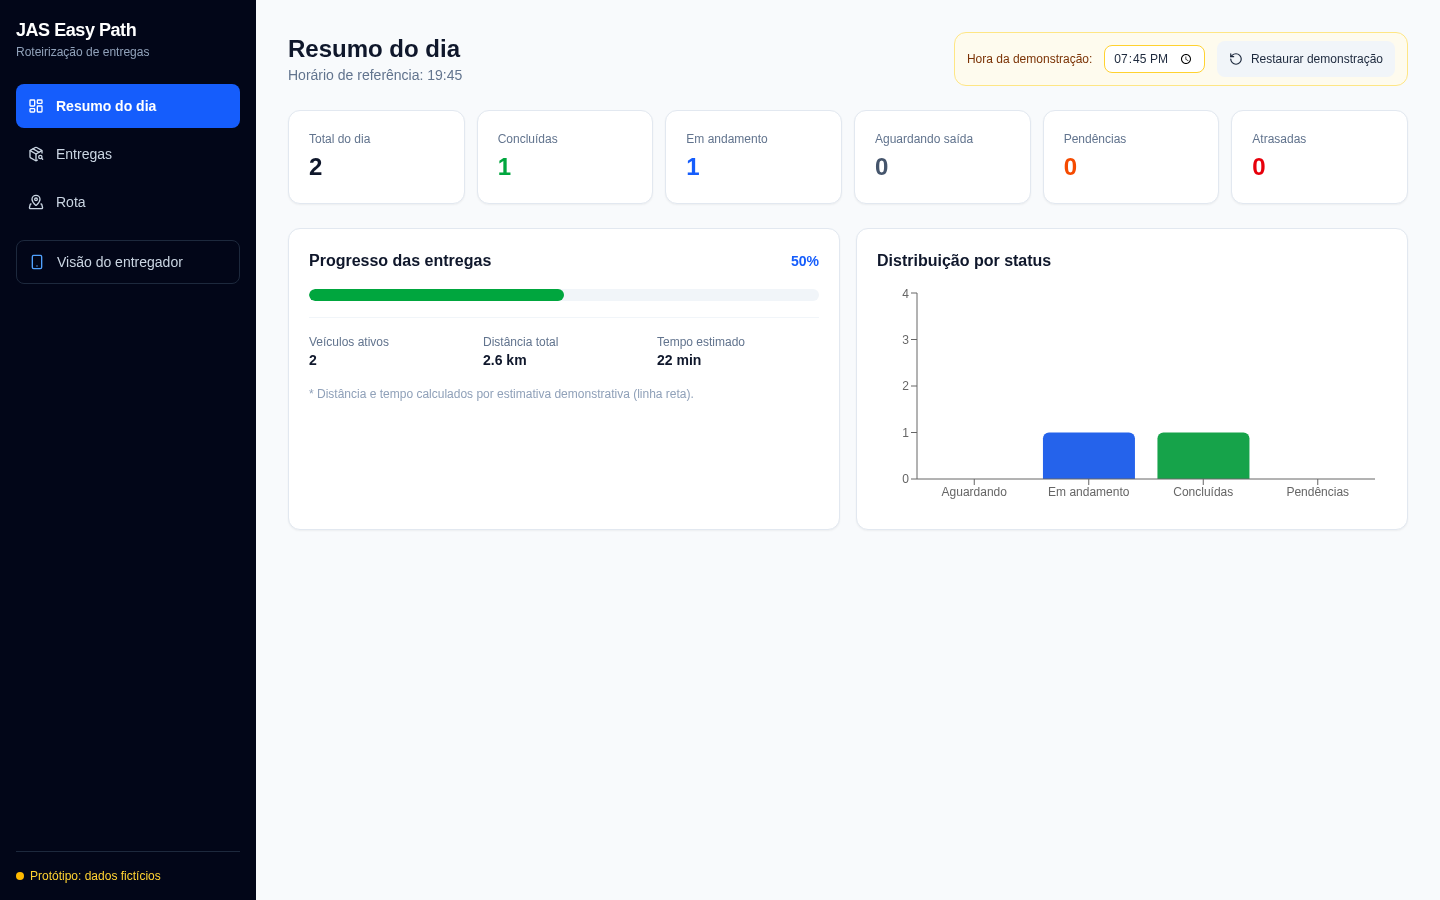 JAS Easy Path
Roteirização de entregas
Resumo do dia
Entregas
Rota
Visão do entregador
Protótipo: dados fictícios
Resumo do dia
Horário de referência: 19:45
Hora da demonstração:
07:45 PM
Restaurar demonstração
Total do dia
2
Concluídas
1
Em andamento
1
Aguardando saída
0
Pendências
0
Atrasadas
0
Progresso das entregas
50%
Veículos ativos
2
Distância total
2.6 km
Tempo estimado
22 min
* Distância e tempo calculados por estimativa demonstrativa (linha reta).
Distribuição por status
4
3
2
1
0
Aguardando
Em andamento
Concluídas
Pendências